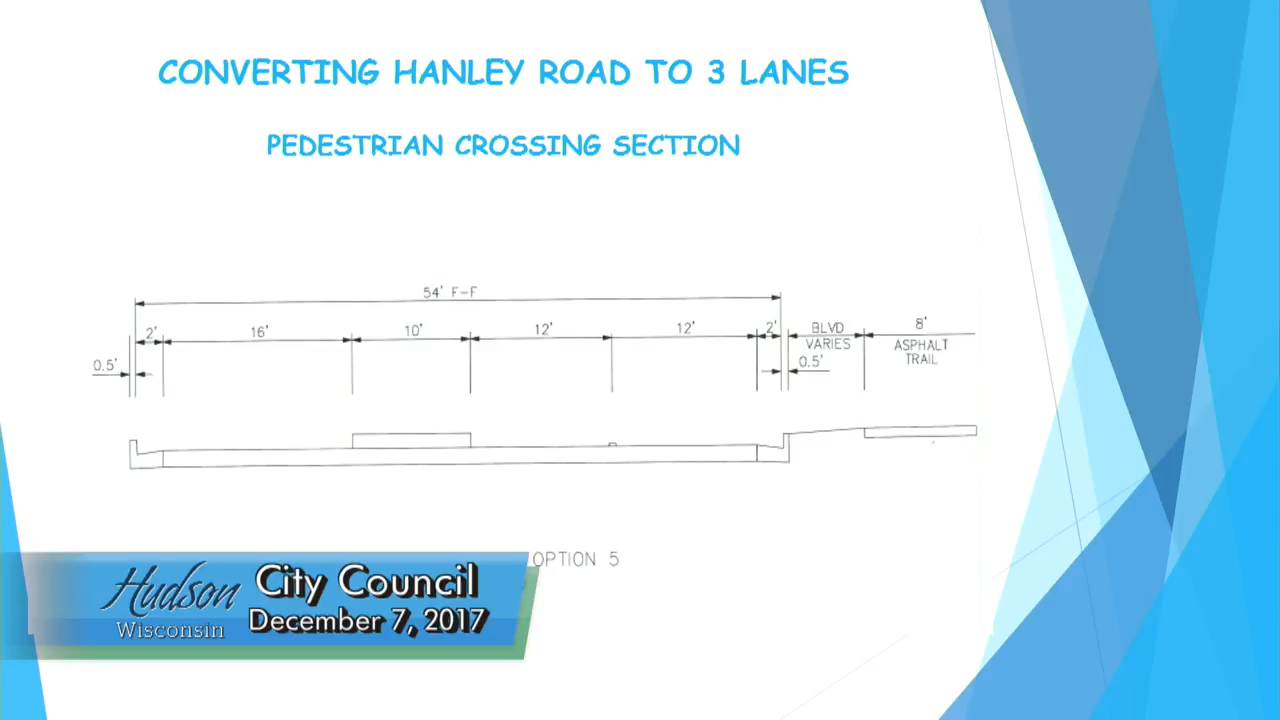 CONVERTING HANLEY ROAD TO 3 LANES
PEDESTRIAN CROSSING SECTION
54' F-F
2'
16'
10'
12'
12'
2'
BLVD
VARIES
8'
ASPHALT
TRAIL
0.5'
0.5'
OPTION 5
Hudson
Wisconsin
City Council
December 7, 2017